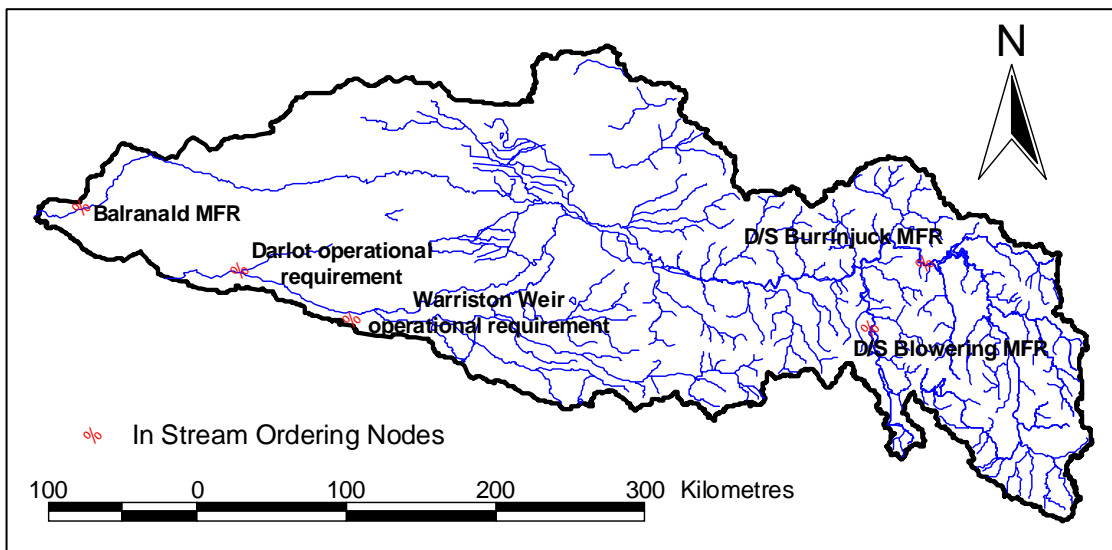 N
Balranald MFR
D/S Burrinjuck MFR
Darlot operational
requirement
Warriston Weir
operational requirement
D/S Blowering MFR
% In Stream Ordering Nodes
100 0 100 200 300 Kilometres